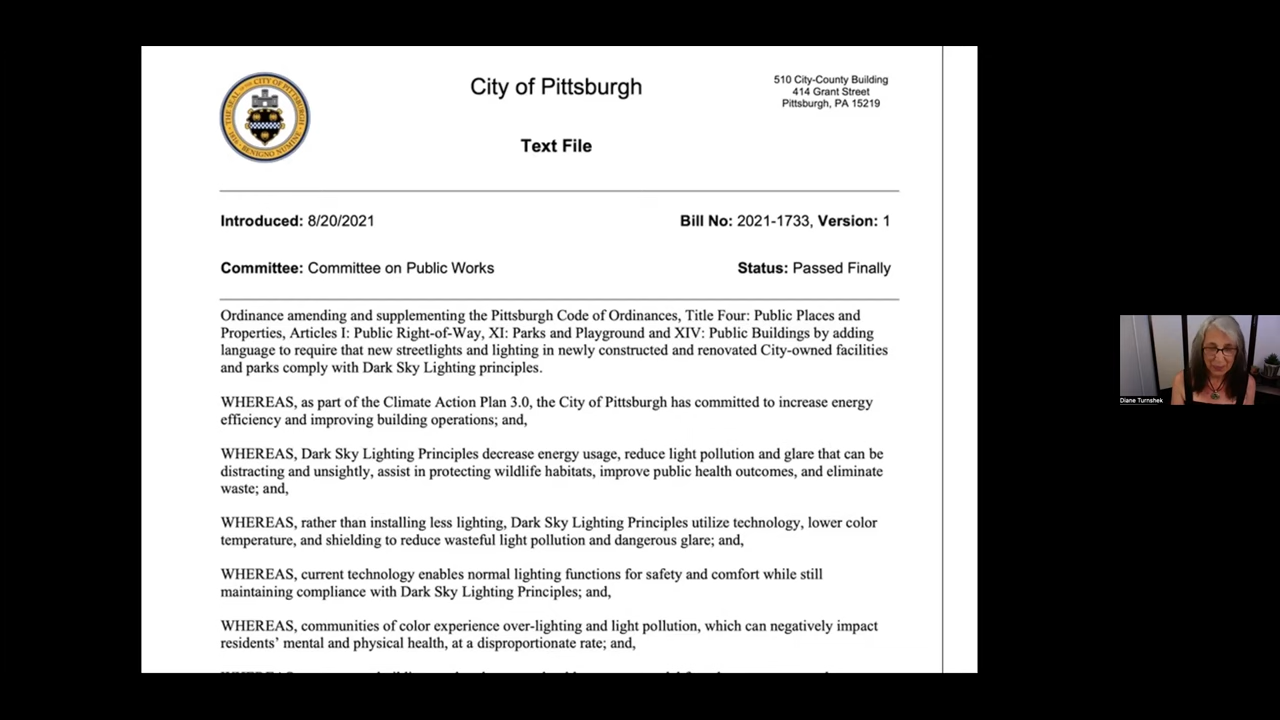 City of Pittsburgh
510 City-County Building
414 Grant Street
Pittsburgh, PA 15219
THE SEAL OF THE CITY OF PITTSBURGH
1816
BENIGNO NUMINE
Text File
Introduced: 8/20/2021
Bill No: 2021-1733, Version: 1
Committee: Committee on Public Works
Status: Passed Finally
Ordinance amending and supplementing the Pittsburgh Code of Ordinances, Title Four: Public Places and
Properties, Articles I: Public Right-of-Way, XI: Parks and Playground and XIV: Public Buildings by adding
language to require that new streetlights and lighting in newly constructed and renovated City-owned facilities
and parks comply with Dark Sky Lighting principles.
WHEREAS, as part of the Climate Action Plan 3.0, the City of Pittsburgh has committed to increase energy
efficiency and improving building operations; and,
WHEREAS, Dark Sky Lighting Principles decrease energy usage, reduce light pollution and glare that can be
distracting and unsightly, assist in protecting wildlife habitats, improve public health outcomes, and eliminate
waste; and,
WHEREAS, rather than installing less lighting, Dark Sky Lighting Principles utilize technology, lower color
temperature, and shielding to reduce wasteful light pollution and dangerous glare; and,
WHEREAS, current technology enables normal lighting functions for safety and comfort while still
maintaining compliance with Dark Sky Lighting Principles; and,
WHEREAS, communities of color experience over-lighting and light pollution, which can negatively impact
residents' mental and physical health, at a disproportionate rate; and,
WHEREAS
Diane Turnshek